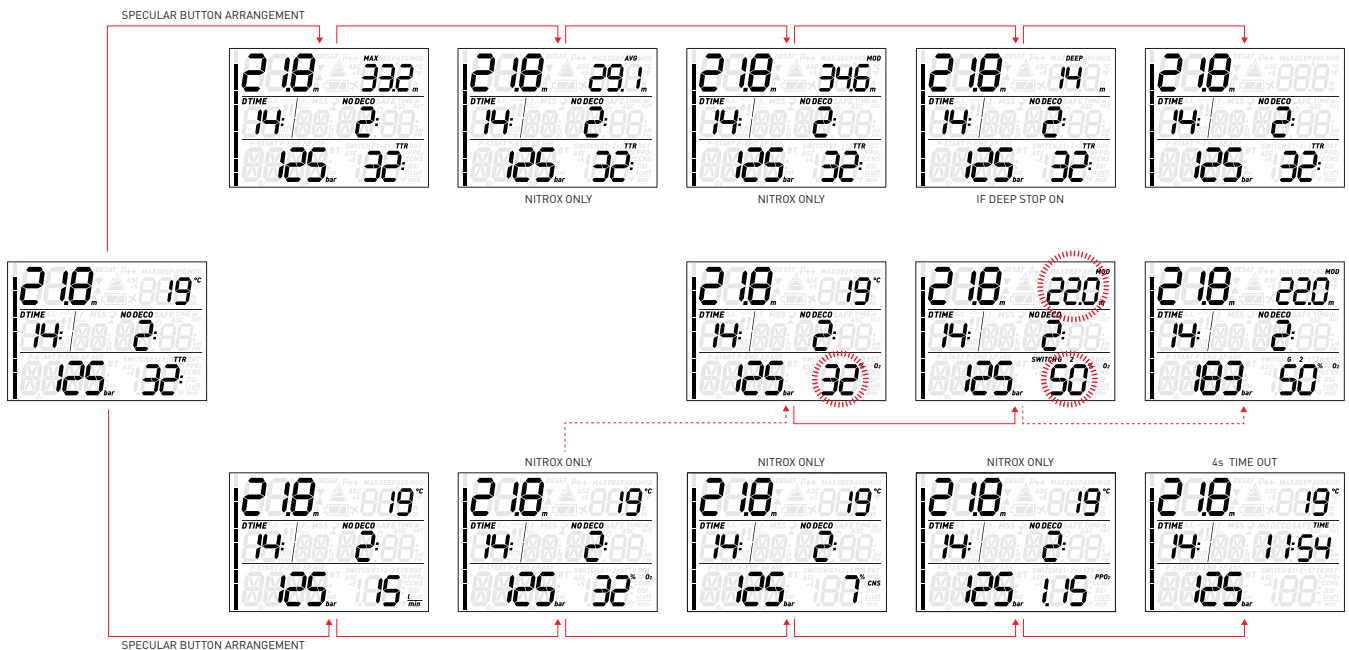 SPECULAR BUTTON ARRANGEMENT
MAX
21.8 m 33.2 m
DTIME NO DECO
14: 2:
TTR
125 bar 32:
AVG
21.8 m 29.1 m
DTIME NO DECO
14: 2:
TTR
125 bar 32:
NITROX ONLY
MOD
21.8 m 34.6 m
DTIME NO DECO
14: 2:
TTR
125 bar 32:
NITROX ONLY
DEEP
21.8 m 14 m
DTIME NO DECO
14: 2:
TTR
125 bar 32:
IF DEEP STOP ON
21.8 m
DTIME NO DECO
14: 2:
TTR
125 bar 32:
21.8 m 19 °C
DTIME NO DECO
14: 2:
TTR
125 bar 32:
21.8 m 19 °C
DTIME NO DECO
14: 2:
125 bar 32 % O₂
MOD
21.8 m 22.0 m
DTIME NO DECO
14: 2:
SWITCH G 2
125 bar 50 % O₂
MOD
21.8 m 22.0 m
DTIME NO DECO
14: 2:
G 2
183 bar 50 % O₂
21.8 m 19 °C
DTIME NO DECO
14: 2:
125 bar 15 l/min
NITROX ONLY
21.8 m 19 °C
DTIME NO DECO
14: 2:
125 bar 32 % O₂
NITROX ONLY
21.8 m 19 °C
DTIME NO DECO
14: 2:
125 bar 7 % CNS
NITROX ONLY
21.8 m 19 °C
DTIME NO DECO
14: 2:
125 bar 1.15 PPO₂
4s TIME OUT
21.8 m 19 °C
DTIME TIME
14: 11:54
125 bar
SPECULAR BUTTON ARRANGEMENT